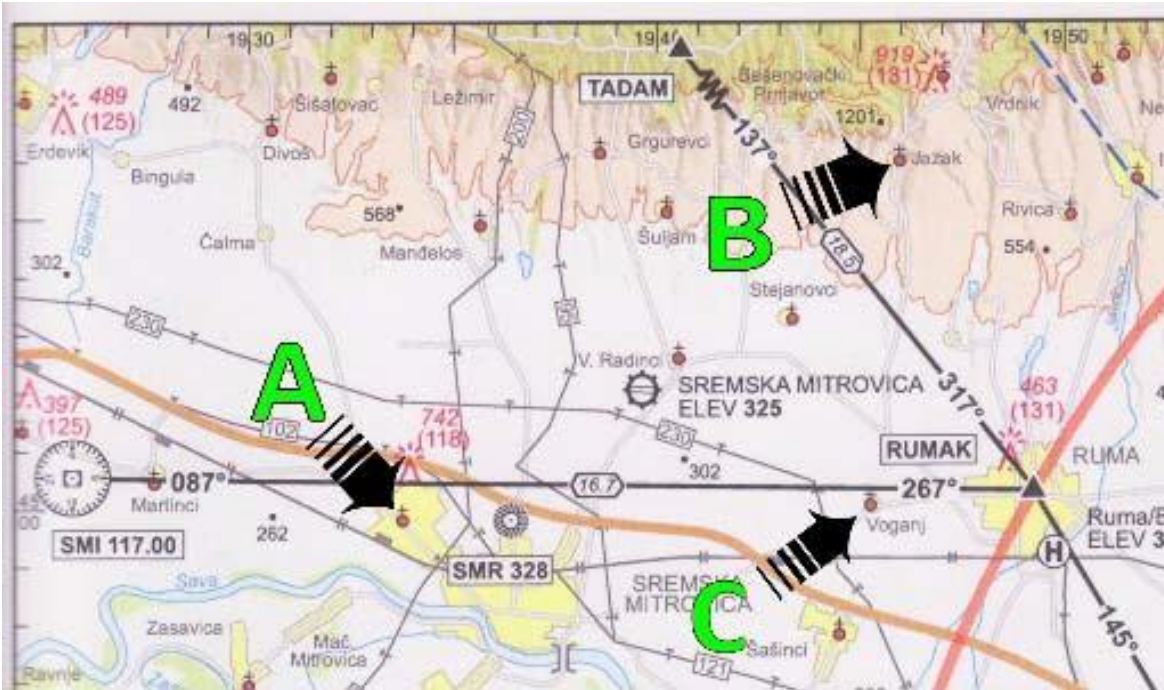 19 30
19 40
19 50
489
(125)
492
Šišatovac
Ležimir
TADAM
Bešenovački
Prnjavor
919
(131)
Vrdnik
Erdevik
Divoš
Bingula
200
Grgurevci
137°
1201
Jazak
568
Čalma
Manđelos
Šuljam
B
18.5
Rivica
554
302
Stejanovci
230
V. Radinci
A
SREMSKA MITROVICA
ELEV 325
317°
463
(131)
397
(125)
102
742
(118)
230
302
RUMAK
RUMA
087°
16.7
267°
Martinci
Voganj
262
SMI 117.00
SMR 328
H
SREMSKA
MITROVICA
Sava
C
145°
Zasavica
Mač.
Mitrovica
Šašinci
121
Ravnje